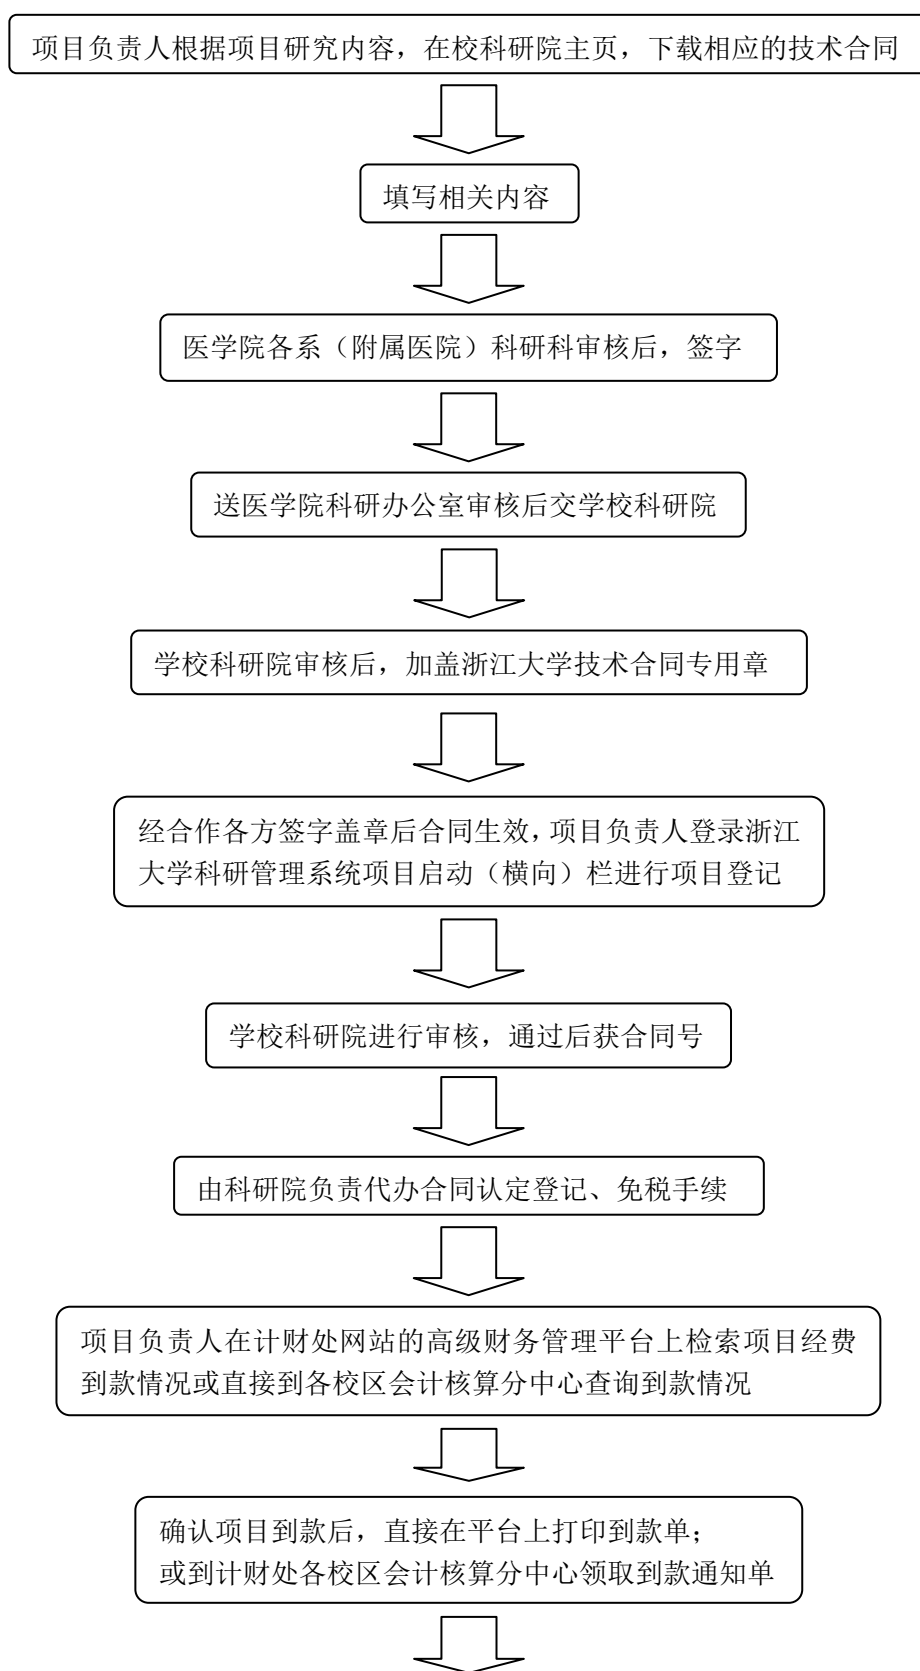 项目负责人根据项目研究内容，在校科研院主页，下载相应的技术合同
填写相关内容
医学院各系（附属医院）科研科审核后，签字
送医学院科研办公室审核后交学校科研院
学校科研院审核后，加盖浙江大学技术合同专用章
经合作各方签字盖章后合同生效，项目负责人登录浙江
大学科研管理系统项目启动（横向）栏进行项目登记
学校科研院进行审核，通过后获合同号
由科研院负责代办合同认定登记、免税手续
项目负责人在计财处网站的高级财务管理平台上检索项目经费
到款情况或直接到各校区会计核算分中心查询到款情况
确认项目到款后，直接在平台上打印到款单；
或到计财处各校区会计核算分中心领取到款通知单